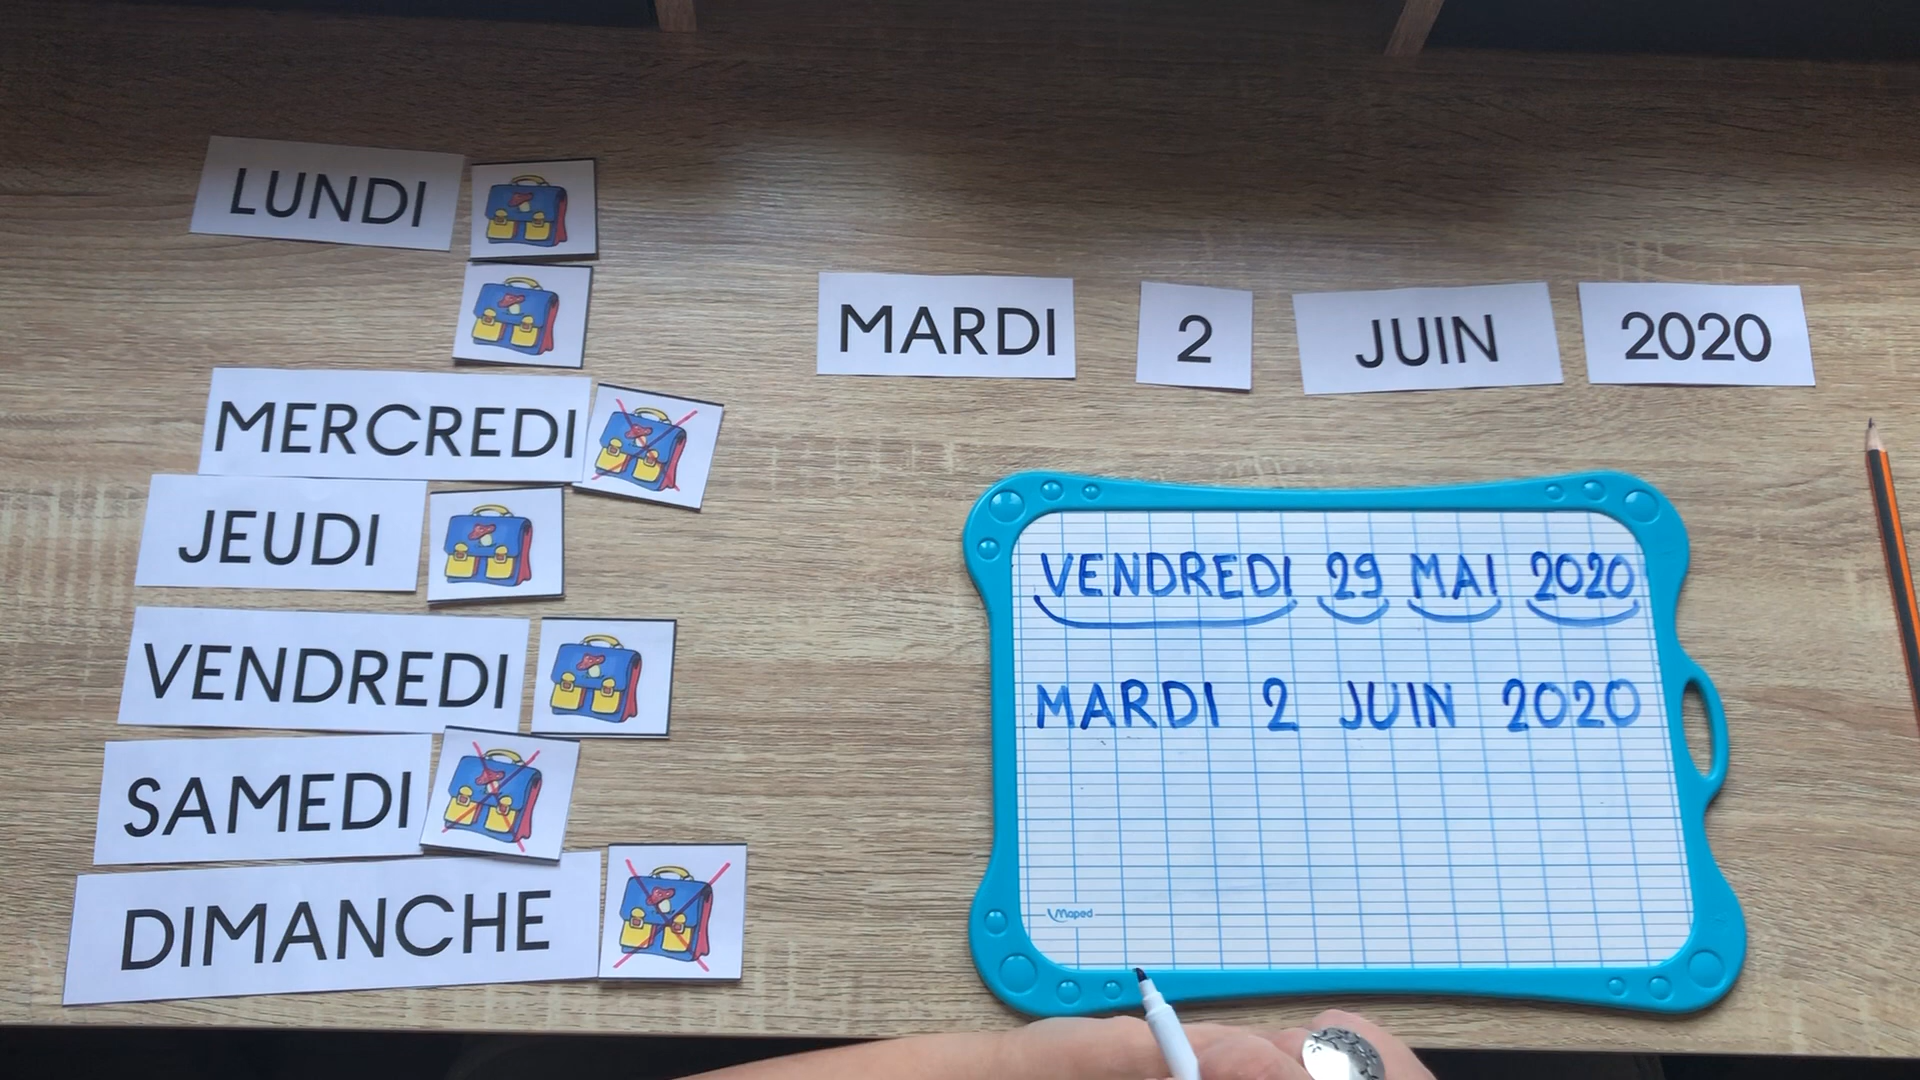 LUNDI
MERCREDI
JEUDI
VENDREDI
SAMEDI
DIMANCHE
MARDI 2 JUIN 2020
VENDREDI 29 MAI 2020
MARDI 2 JUIN 2020
Maped